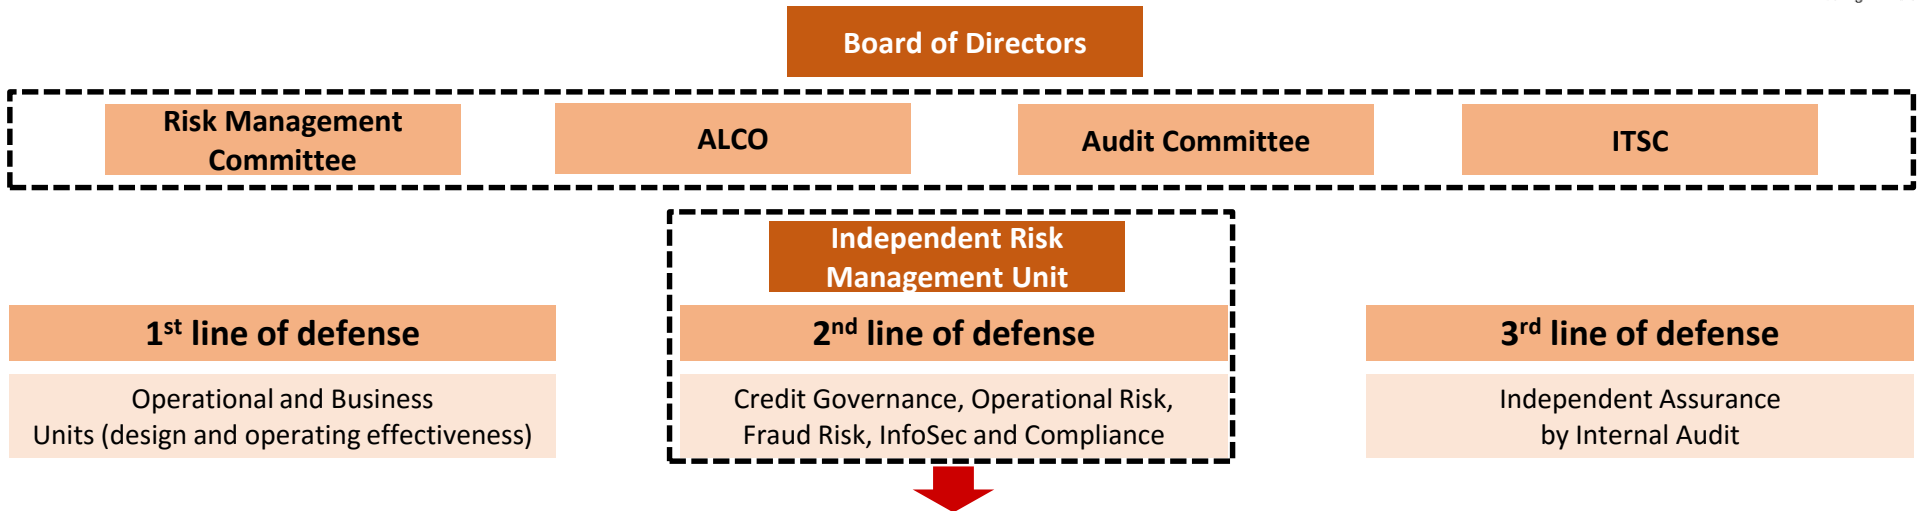 Board of Directors
Risk Management
Committee
ALCO
Audit Committee
ITSC
Independent Risk
Management Unit
1st line of defense
2nd line of defense
3rd line of defense
Operational and Business
Units (design and operating effectiveness)
Credit Governance, Operational Risk,
Fraud Risk, InfoSec and Compliance
Independent Assurance
by Internal Audit